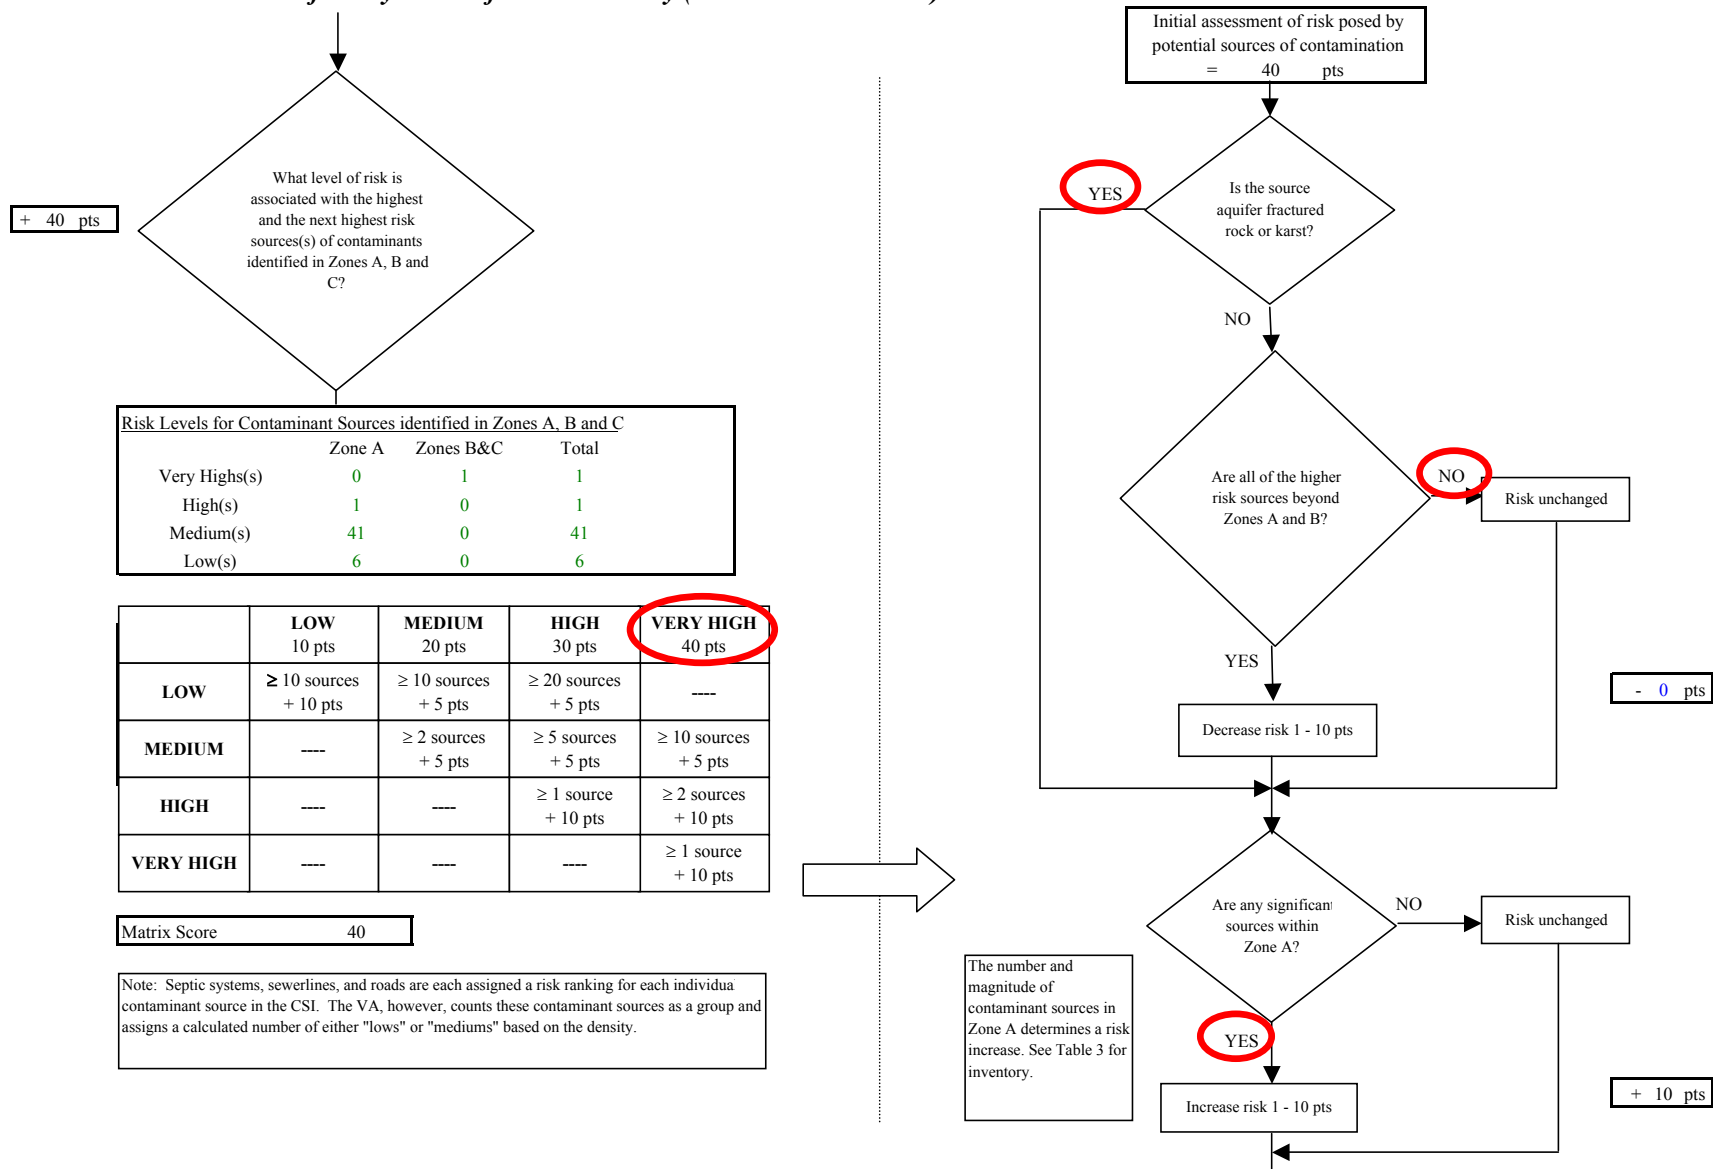 What level of risk is
associated with the highest
and the next highest risk
sources(s) of contaminants
identified in Zones A, B and
C?
+ 40 pts
Risk Levels for Contaminant Sources identified in Zones A, B and C
Zone A Zones B&C Total
Very Highs(s) 0 1 1
High(s) 1 0 1
Medium(s) 41 0 41
Low(s) 6 0 6
LOW MEDIUM HIGH VERY HIGH
10 pts 20 pts 30 pts 40 pts
LOW ≥ 10 sources ≥ 10 sources ≥ 20 sources ----
+ 10 pts + 5 pts + 5 pts
MEDIUM ---- ≥ 2 sources ≥ 5 sources ≥ 10 sources
+ 5 pts + 5 pts + 5 pts
HIGH ---- ---- ≥ 1 source ≥ 2 sources
+ 10 pts + 10 pts
VERY HIGH ---- ---- ---- ≥ 1 source
+ 10 pts
Matrix Score 40
Note: Septic systems, sewerlines, and roads are each assigned a risk ranking for each individua
contaminant source in the CSI. The VA, however, counts these contaminant sources as a group and
assigns a calculated number of either "lows" or "mediums" based on the density.
Initial assessment of risk posed by
potential sources of contamination
= 40 pts
YES
Is the source
aquifer fractured
rock or karst?
NO
Are all of the higher
risk sources beyond
Zones A and B?
NO
Risk unchanged
YES
- 0 pts
Decrease risk 1 - 10 pts
Are any significant
sources within
Zone A?
NO
Risk unchanged
The number and
magnitude of
contaminant sources in
Zone A determines a risk
increase. See Table 3 for
inventory.
YES
+ 10 pts
Increase risk 1 - 10 pts